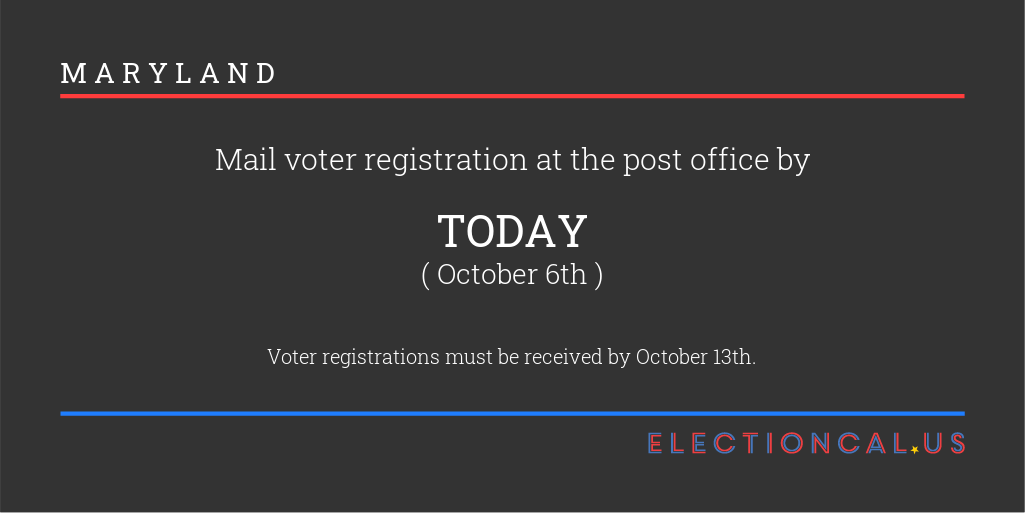 MARYLAND
Mail voter registration at the post office by
TODAY
( October 6th )
Voter registrations must be received by October 13th.
ELECTIONCAL.US